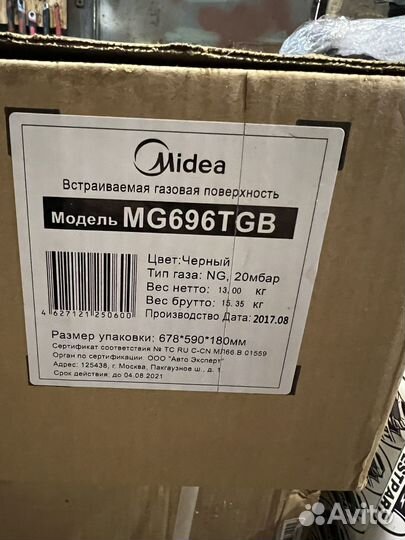 Midea
Встраиваемая газовая поверхность
Модель MG696TGB
Цвет:Черный
Тип газа: NG, 20мбар
Вес нетто: 13.00 кг
Вес брутто: 15.35 кг
Производство Дата: 2017.08
4 627121 250600
Размер упаковки: 678*590*180мм
Сертификат соответствия № ТС RU C-CN МЛ66.В 01559
Орган по сертификации: ООО "Авто Эксперт"
Адрес: 125438, г. Москва, Пакгаузное ш., д. 1
Срок действия: до 04.08.2021
Avito